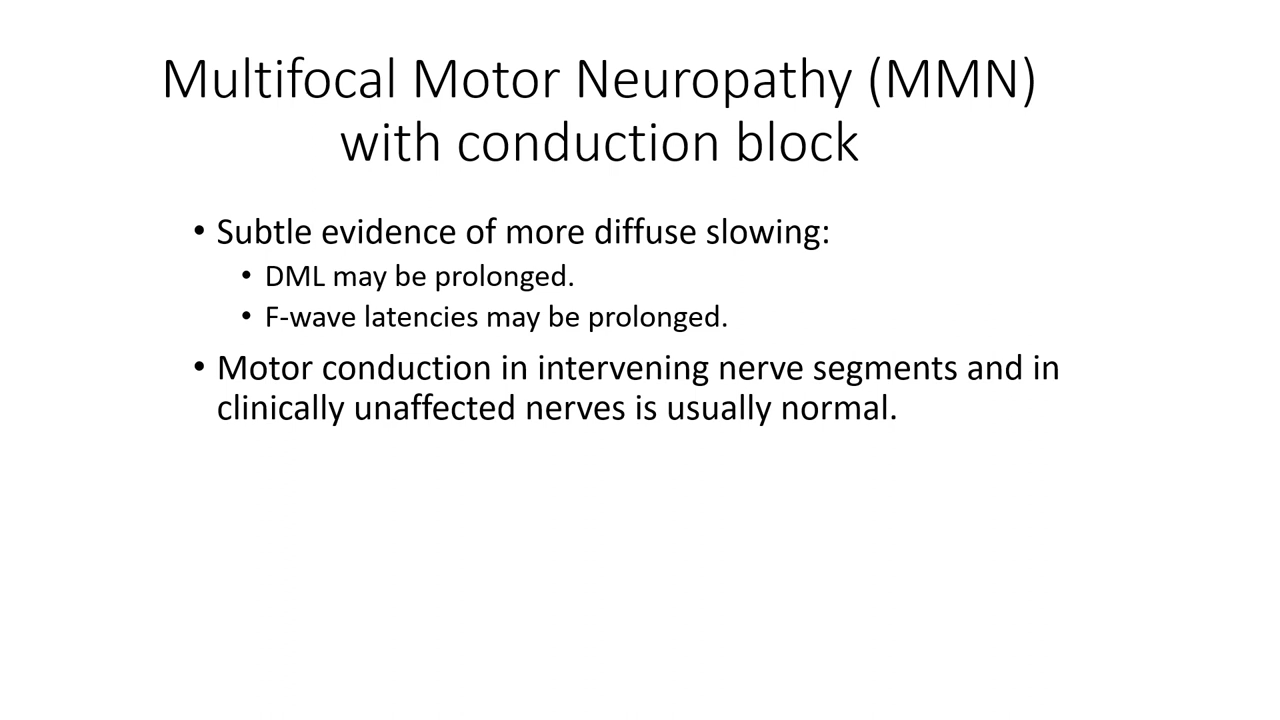 Multifocal Motor Neuropathy (MMN)
with conduction block
• Subtle evidence of more diffuse slowing:
• DML may be prolonged.
• F-wave latencies may be prolonged.
• Motor conduction in intervening nerve segments and in
clinically unaffected nerves is usually normal.